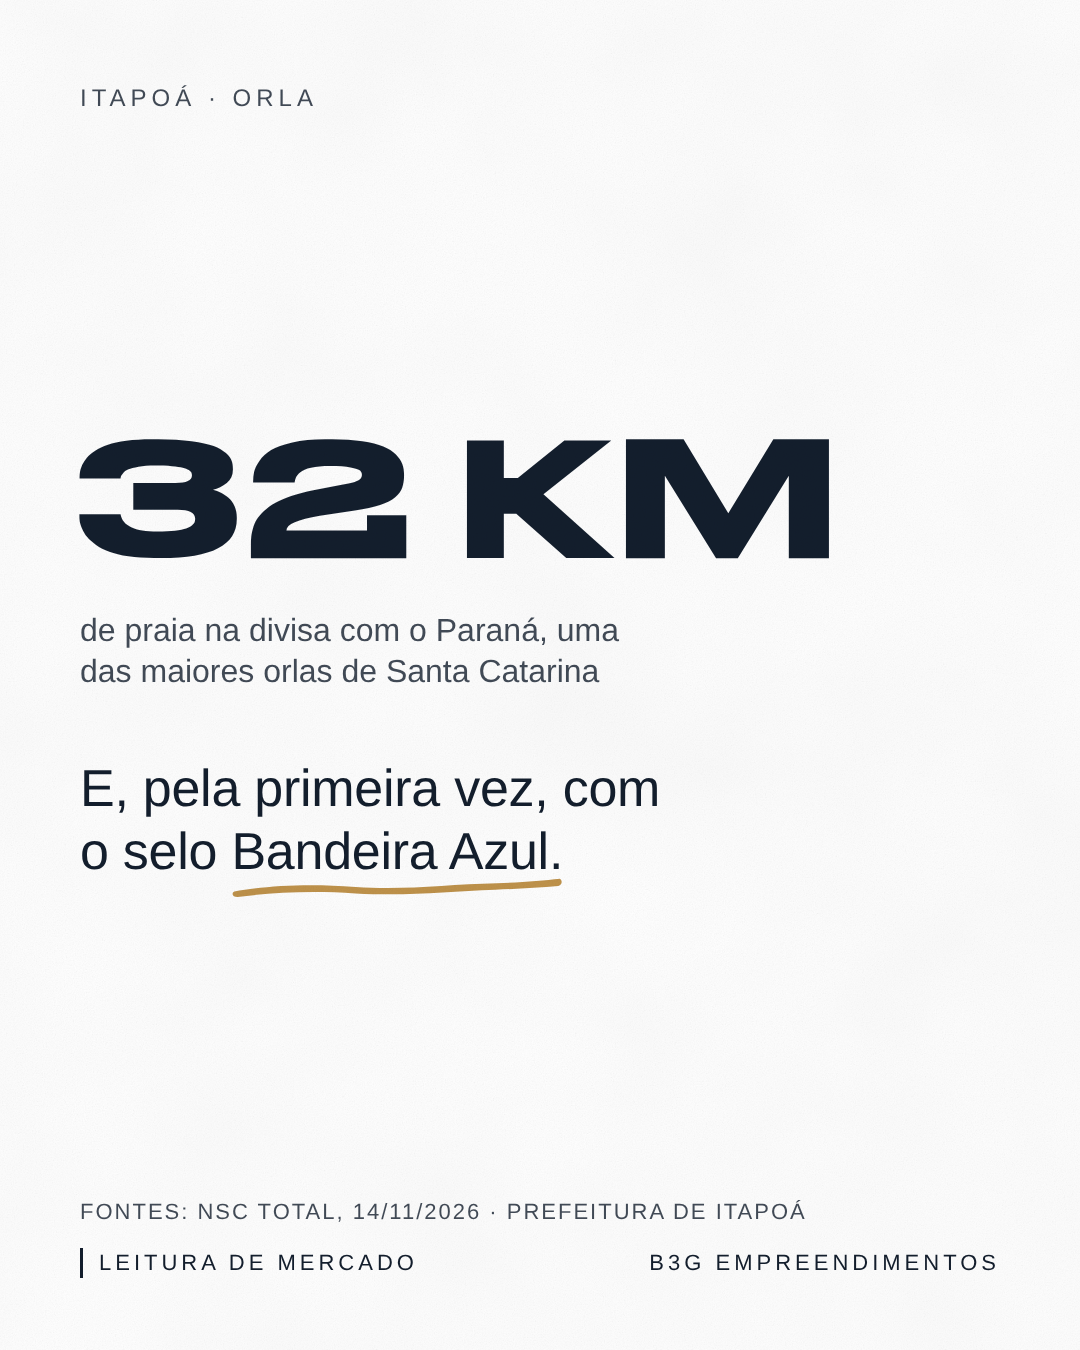 ITAPOÁ · ORLA
32 KM
de praia na divisa com o Paraná, uma
das maiores orlas de Santa Catarina
E, pela primeira vez, com
o selo Bandeira Azul.
FONTES: NSC TOTAL, 14/11/2026 · PREFEITURA DE ITAPOÁ
LEITURA DE MERCADO
B3G EMPREENDIMENTOS